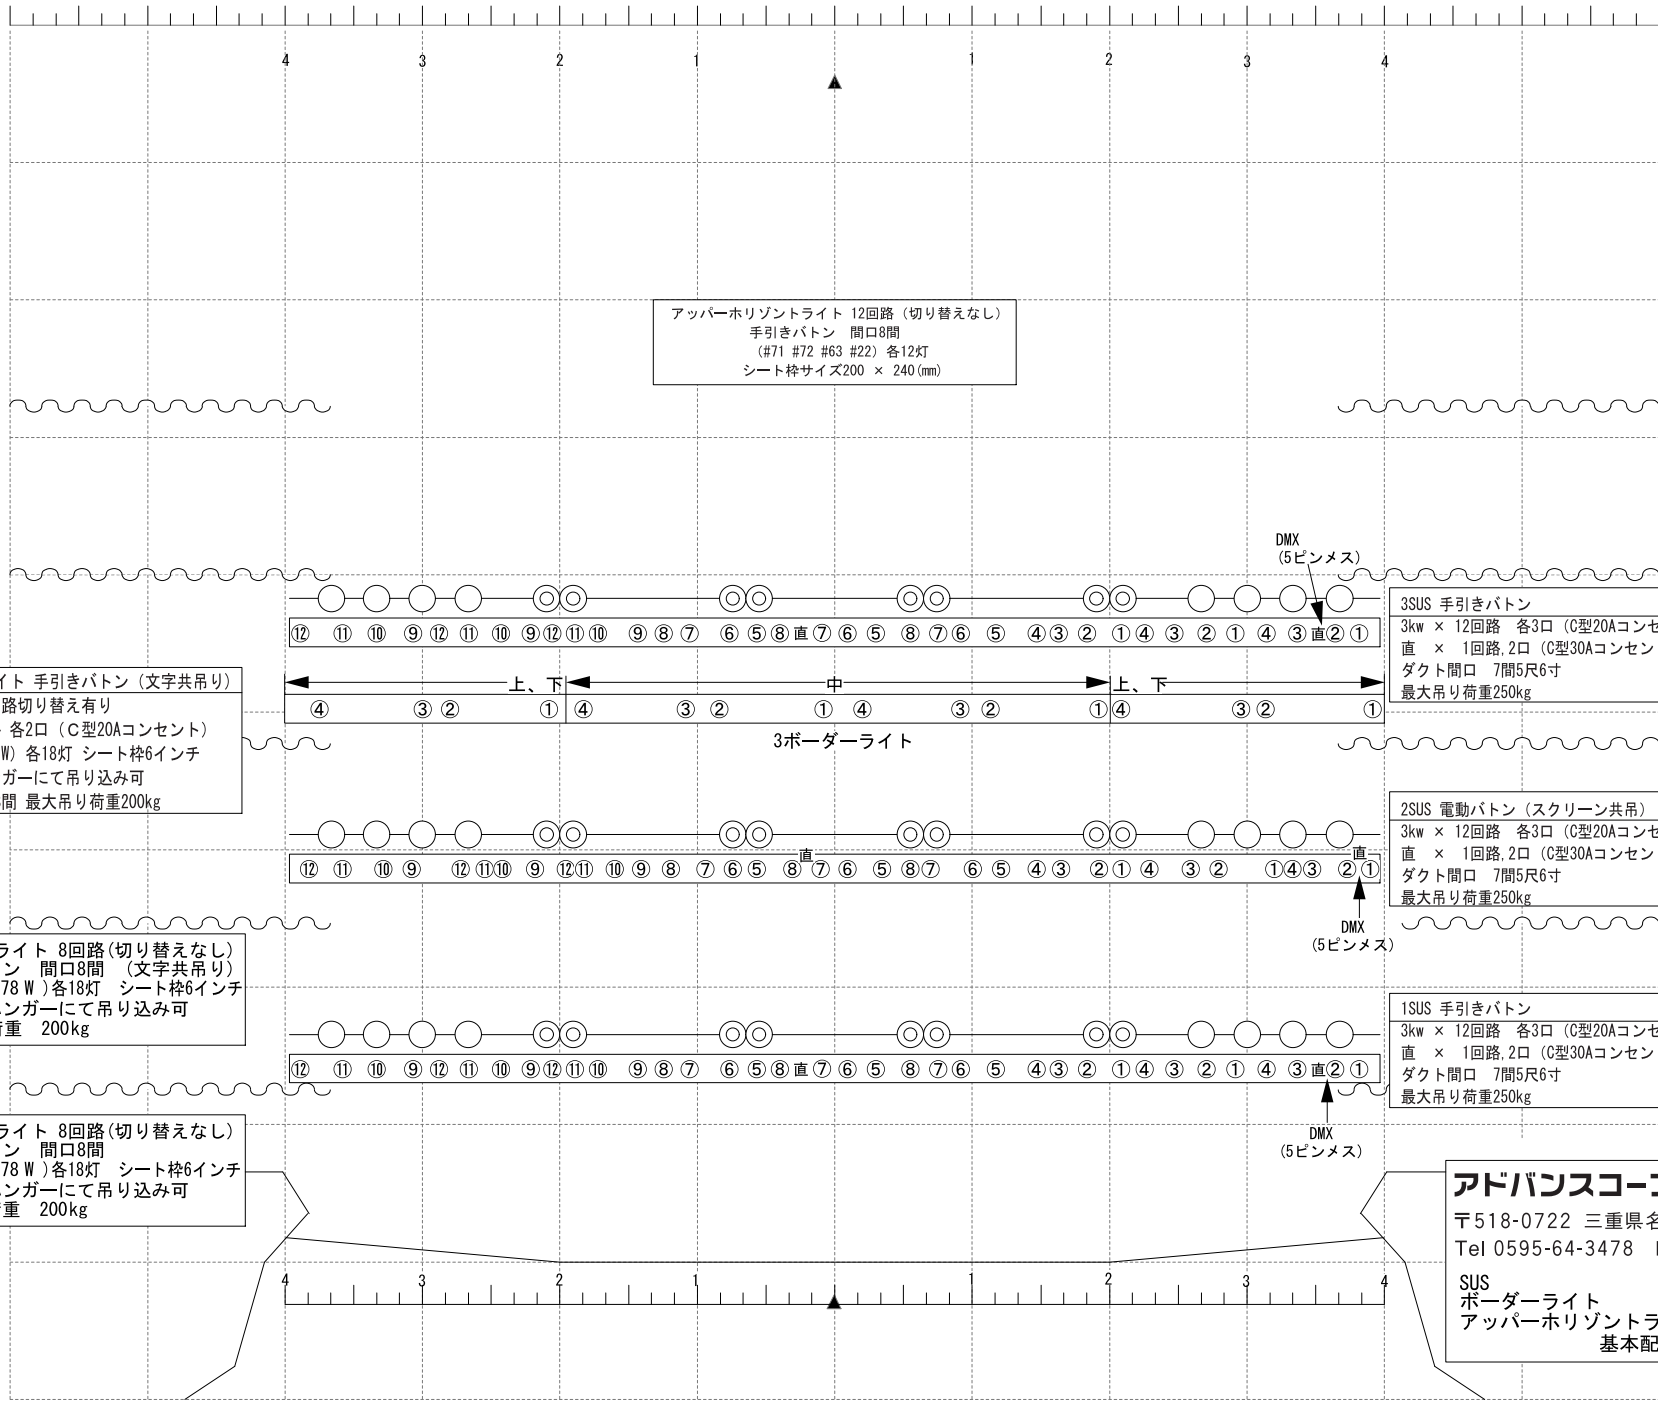 4 3 2 1 1 2 3 4
アッパーホリゾントライト 12回路（切り替えなし）
手引きバトン 間口8間
（#71 #72 #63 #22）各12灯
シート枠サイズ200 × 240(㎜)
DMX
（5ピンメス）
⑫ ⑪ ⑩ ⑨ ⑫ ⑪ ⑩ ⑨ ⑫ ⑪ ⑩ ⑨ ⑧ ⑦ ⑥ ⑤ ⑧ 直 ⑦ ⑥ ⑤ ⑧ ⑦ ⑥ ⑤ ④ ③ ② ① ④ ③ ② ① ④ ③ 直 ② ①
3SUS 手引きバトン
3kw × 12回路 各3口（C型20Aコンセ
直 × 1回路,2口（C型30Aコンセン
ダクト間口 7間5尺6寸
最大吊り荷重250kg
イト 手引きバトン（文字共吊り）
路切り替え有り
各2口（C型20Aコンセント）
W）各18灯 シート枠6インチ
ガーにて吊り込み可
間 最大吊り荷重200kg
上、下 中 上、下
④ ③ ② ① ④ ③ ② ① ④ ③ ② ① ④ ③ ② ①
3ボーダーライト
2SUS 電動バトン（スクリーン共吊）
3kw × 12回路 各3口（C型20Aコンセ
直 × 1回路,2口（C型30Aコンセン
ダクト間口 7間5尺6寸
最大吊り荷重250kg
直 直
⑫ ⑪ ⑩ ⑨ ⑫ ⑪ ⑩ ⑨ ⑫ ⑪ ⑩ ⑨ ⑧ ⑦ ⑥ ⑤ ⑧ ⑦ ⑥ ⑤ ⑧ ⑦ ⑥ ⑤ ④ ③ ② ① ④ ③ ② ① ④ ③ ② ①
DMX
（5ピンメス）
ライト 8回路(切り替えなし)
ン 間口8間 （文字共吊り）
78W）各18灯 シート枠6インチ
ンガーにて吊り込み可
荷重 200kg
1SUS 手引きバトン
3kw × 12回路 各3口（C型20Aコンセ
直 × 1回路,2口（C型30Aコンセン
ダクト間口 7間5尺6寸
最大吊り荷重250kg
⑫ ⑪ ⑩ ⑨ ⑫ ⑪ ⑩ ⑨ ⑫ ⑪ ⑩ ⑨ ⑧ ⑦ ⑥ ⑤ ⑧ 直 ⑦ ⑥ ⑤ ⑧ ⑦ ⑥ ⑤ ④ ③ ② ① ④ ③ ② ① ④ ③ 直 ② ①
DMX
（5ピンメス）
ライト 8回路(切り替えなし)
ン 間口8間
78W）各18灯 シート枠6インチ
ンガーにて吊り込み可
重 200kg
アドバンスコー
〒518-0722 三重県名
Tel 0595-64-3478
SUS
ボーダーライト
アッパーホリゾントラ
基本配
4 3 2 1 1 2 3 4